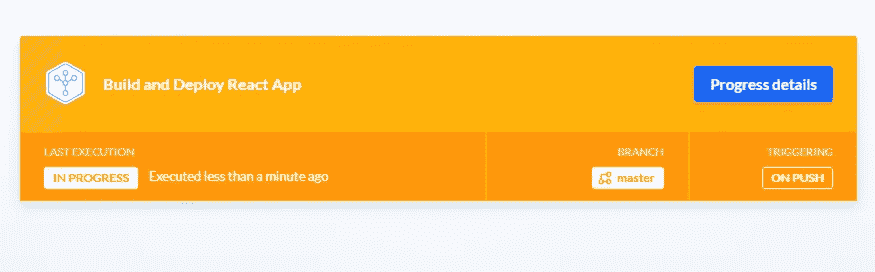 Build and Deploy React App
Progress details
LAST EXECUTION
BRANCH
TRIGGERING
IN PROGRESS Executed less than a minute ago
master
ON PUSH